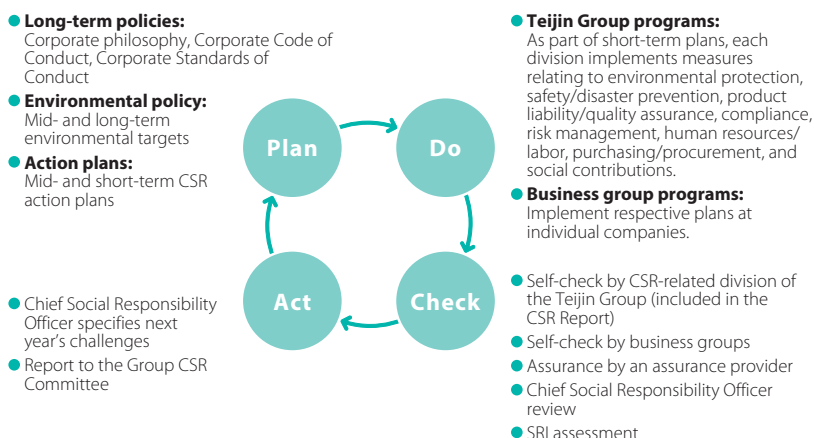 ● Long-term policies:
Corporate philosophy, Corporate Code of
Conduct, Corporate Standards of
Conduct
● Environmental policy:
Mid- and long-term
environmental targets
● Action plans:
Mid- and short-term CSR
action plans
Plan
Do
● Teijin Group programs:
As part of short-term plans, each
division implements measures
relating to environmental protection,
safety/disaster prevention, product
liability/quality assurance, compliance,
risk management, human resources/
labor, purchasing/procurement, and
social contributions.
● Business group programs:
Implement respective plans at
individual companies.
Act
Check
● Chief Social Responsibility
Officer specifies next
year's challenges
● Report to the Group CSR
Committee
● Self-check by CSR-related division of
the Teijin Group (included in the
CSR Report)
● Self-check by business groups
● Assurance by an assurance provider
● Chief Social Responsibility Officer
review
● SRI assessment